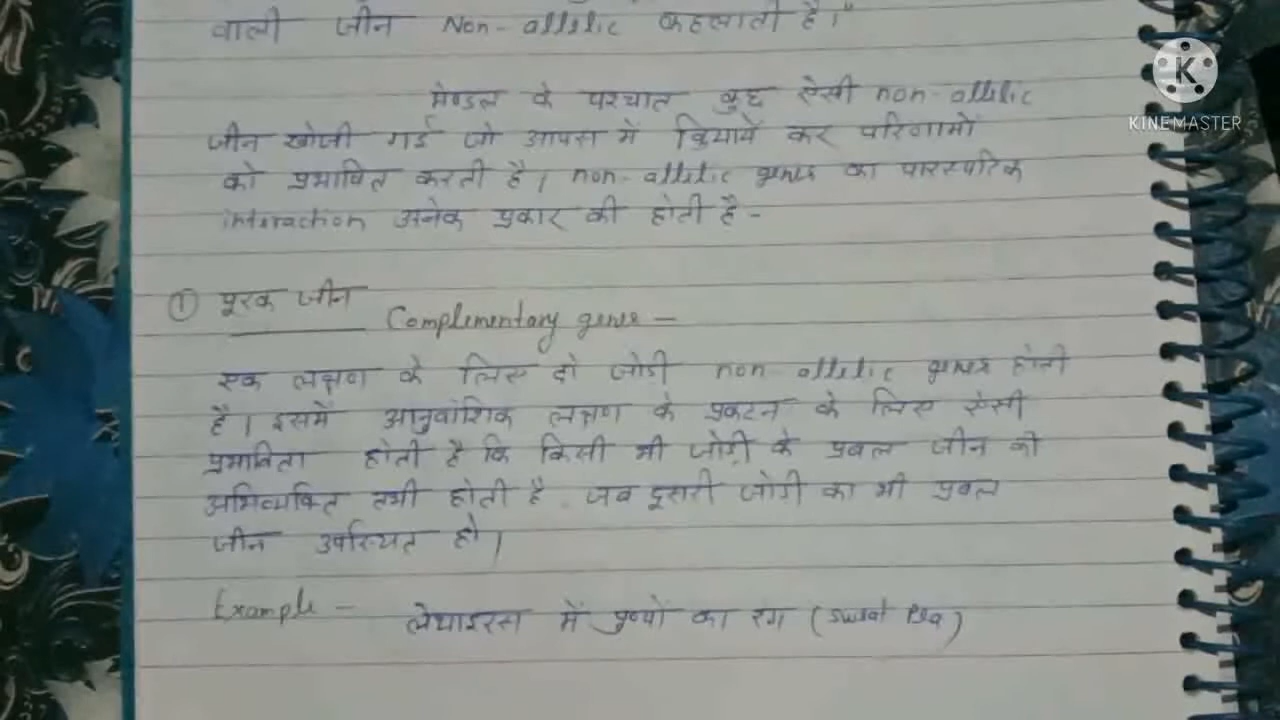 वाली जीन Non-allelic कहलाती है।"
मेण्डल के पश्चात कुछ ऐसी non-allelic
जीन खोजी गई जो आपस में क्रियायें कर परिणामों
को प्रभावित करती है। non-allelic genes का पारस्परिक
interaction अनेक प्रकार की होती है-
① पूरक जीन
Complementary genes —
एक लक्षण के लिए दो जोड़ी non-allelic genes होती
है। इसमें आनुवांशिक लक्षण के प्रकटन के लिए ऐसी
प्रभाविता होती है कि किसी भी जोड़ी के प्रबल जीन की
अभिव्यक्ति तभी होती है. जब दूसरी जोड़ी का भी प्रबल
जीन उपस्थित हो।
Example -
लेथाइरस में पुष्पों का रंग (sweat Pea)
KINEMASTER